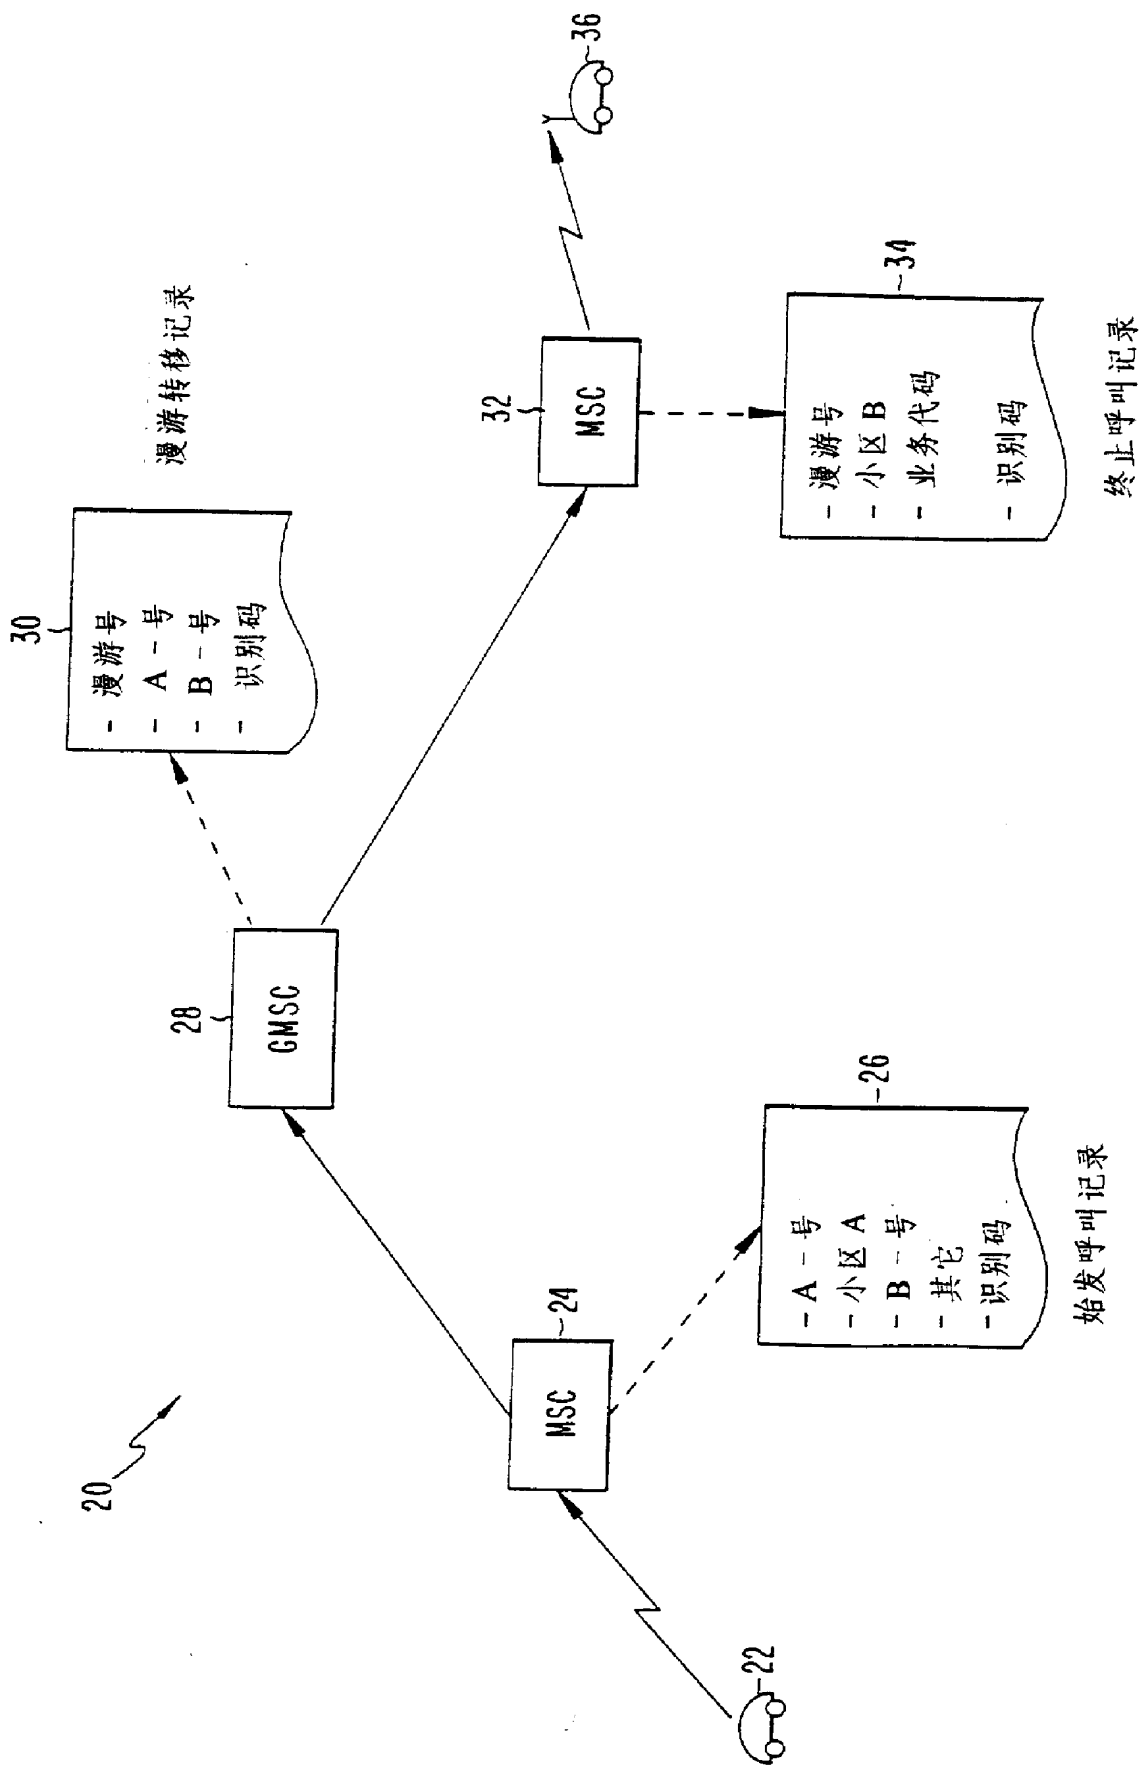 20
22
MSC
24
- A - 号
- 小区 A
- B - 号
- 其它
- 识别码
26
始发呼叫记录
28
GMSC
30
- 漫游号
- A - 号
- B - 号
- 识别码
漫游转移记录
32
MSC
- 漫游号
- 小区 B
- 业务代码
- 识别码
34
终止呼叫记录
36